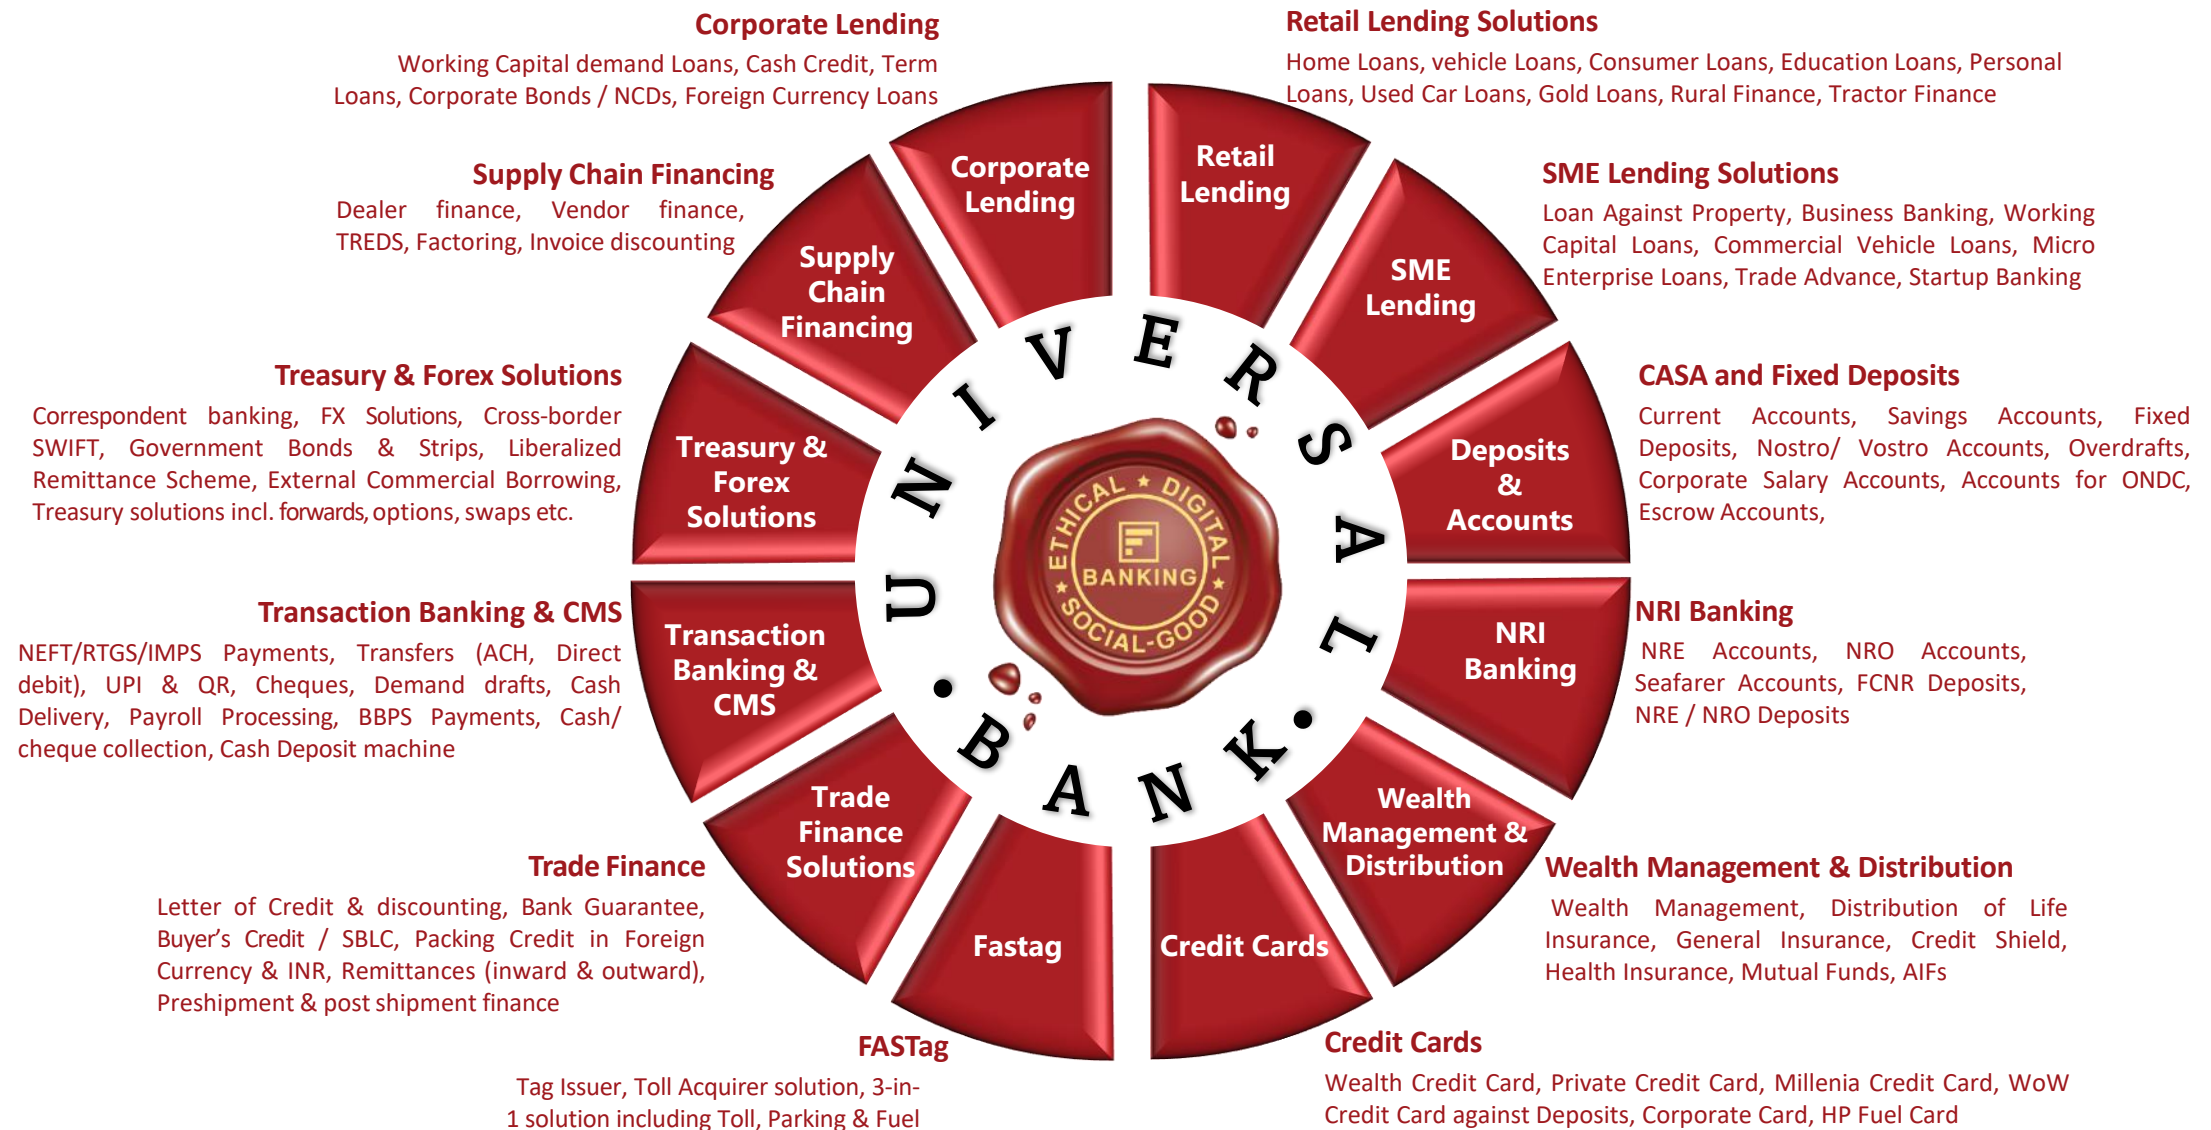 Corporate Lending
Working Capital demand Loans, Cash Credit, Term
Loans, Corporate Bonds / NCDs, Foreign Currency Loans
Retail Lending Solutions
Home Loans, vehicle Loans, Consumer Loans, Education Loans, Personal
Loans, Used Car Loans, Gold Loans, Rural Finance, Tractor Finance
Supply Chain Financing
Dealer finance, Vendor finance,
TREDS, Factoring, Invoice discounting
SME Lending Solutions
Loan Against Property, Business Banking, Working
Capital Loans, Commercial Vehicle Loans, Micro
Enterprise Loans, Trade Advance, Startup Banking
Treasury & Forex Solutions
Correspondent banking, FX Solutions, Cross-border
SWIFT, Government Bonds & Strips, Liberalized
Remittance Scheme, External Commercial Borrowing,
Treasury solutions incl. forwards, options, swaps etc.
CASA and Fixed Deposits
Current Accounts, Savings Accounts, Fixed
Deposits, Nostro/ Vostro Accounts, Overdrafts,
Corporate Salary Accounts, Accounts for ONDC,
Escrow Accounts,
Transaction Banking & CMS
NEFT/RTGS/IMPS Payments, Transfers (ACH, Direct
debit), UPI & QR, Cheques, Demand drafts, Cash
Delivery, Payroll Processing, BBPS Payments, Cash/
cheque collection, Cash Deposit machine
NRI Banking
NRE Accounts, NRO Accounts,
Seafarer Accounts, FCNR Deposits,
NRE / NRO Deposits
Trade Finance
Letter of Credit & discounting, Bank Guarantee,
Buyer's Credit / SBLC, Packing Credit in Foreign
Currency & INR, Remittances (inward & outward),
Preshipment & post shipment finance
Wealth Management & Distribution
Wealth Management, Distribution of Life
Insurance, General Insurance, Credit Shield,
Health Insurance, Mutual Funds, AIFs
FASTag
Tag Issuer, Toll Acquirer solution, 3-in-
1 solution including Toll, Parking & Fuel
Credit Cards
Wealth Credit Card, Private Credit Card, Millenia Credit Card, WoW
Credit Card against Deposits, Corporate Card, HP Fuel Card
Corporate
Lending
Retail
Lending
SME
Lending
Deposits
&
Accounts
NRI
Banking
Wealth
Management &
Distribution
Credit Cards
Fastag
Trade
Finance
Solutions
Transaction
Banking &
CMS
Treasury &
Forex
Solutions
Supply
Chain
Financing
UNIVERSAL
• BANK •
ETHICAL ★ DIGITAL ★ SOCIAL-GOOD ★
BANKING